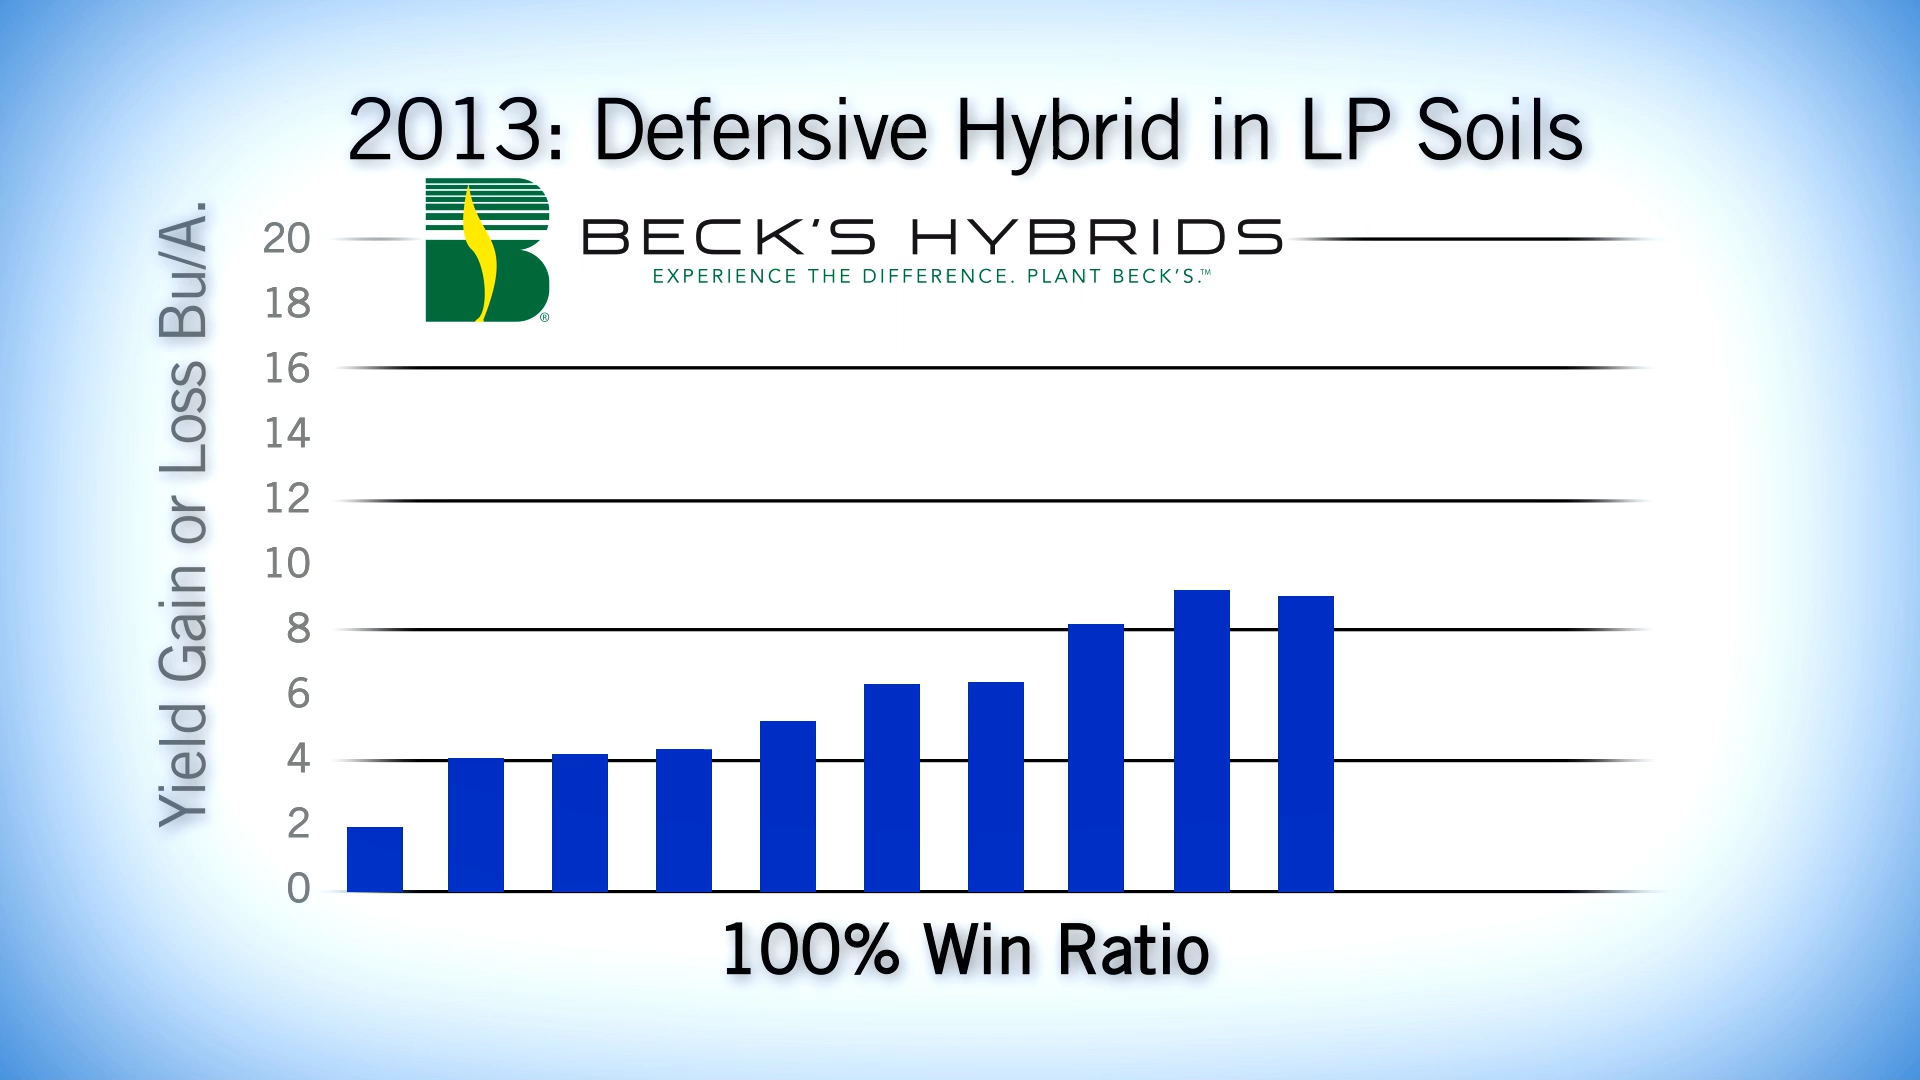 2013: Defensive Hybrid in LP Soils
BECK'S HYBRIDS
EXPERIENCE THE DIFFERENCE. PLANT BECK'S.™
®
Yield Gain or Loss Bu/A.
20
18
16
14
12
10
8
6
4
2
0
100% Win Ratio